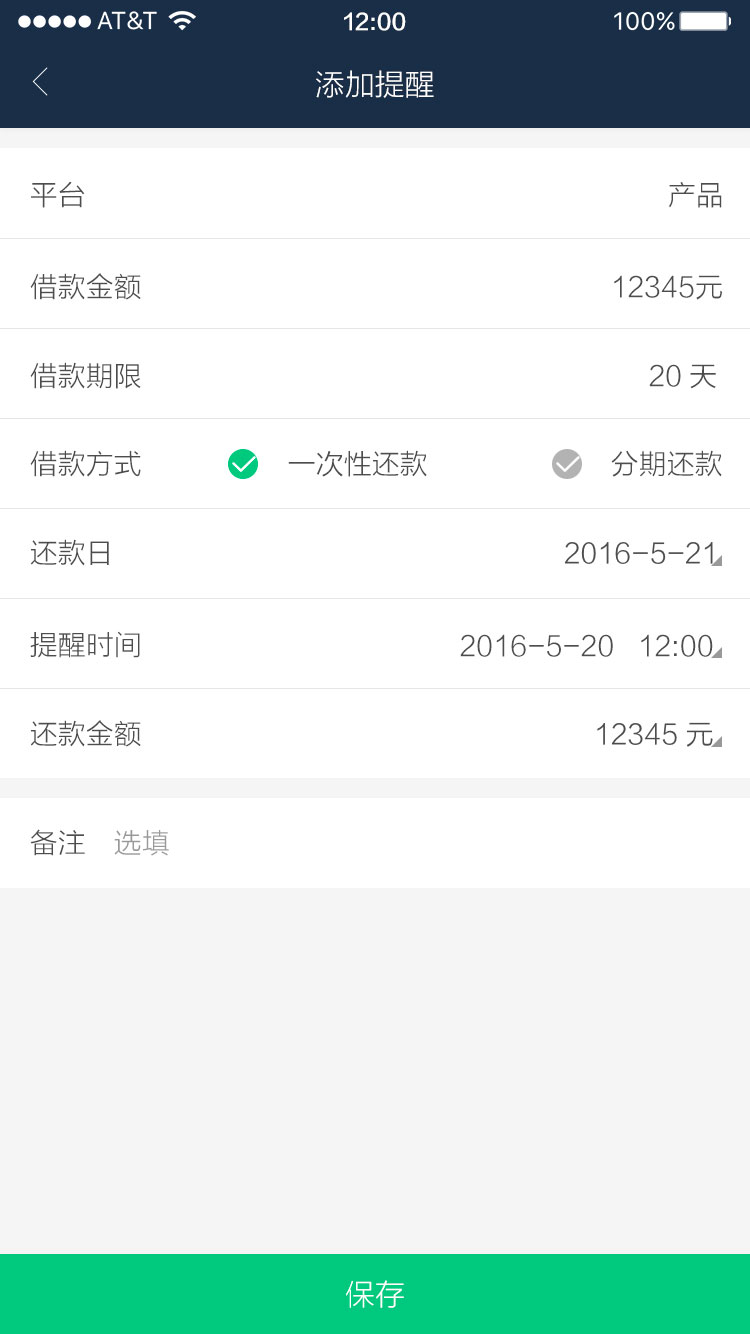 ●●●●● AT&T 12:00 100%
添加提醒
平台 产品
借款金额 12345元
借款期限 20 天
借款方式 一次性还款 分期还款
还款日 2016-5-21
提醒时间 2016-5-20 12:00
还款金额 12345 元
备注 选填
保存